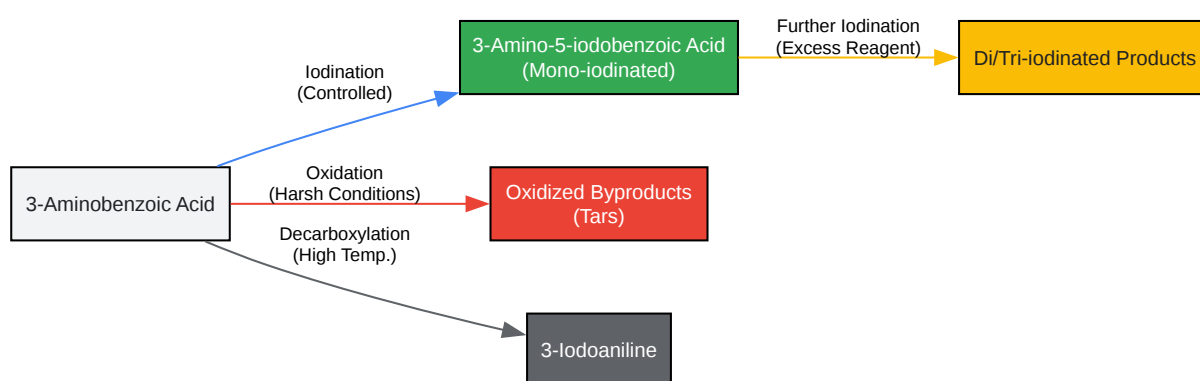 3-Aminobenzoic Acid
Iodination
(Controlled)
3-Amino-5-iodobenzoic Acid
(Mono-iodinated)
Further Iodination
(Excess Reagent)
Di/Tri-iodinated Products
Oxidation
(Harsh Conditions)
Oxidized Byproducts
(Tars)
Decarboxylation
(High Temp.)
3-Iodoaniline